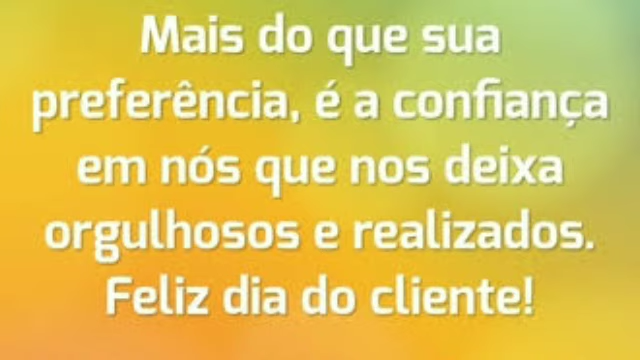 Mais do que sua
preferência, é a confiança
em nós que nos deixa
orgulhosos e realizados.
Feliz dia do cliente!